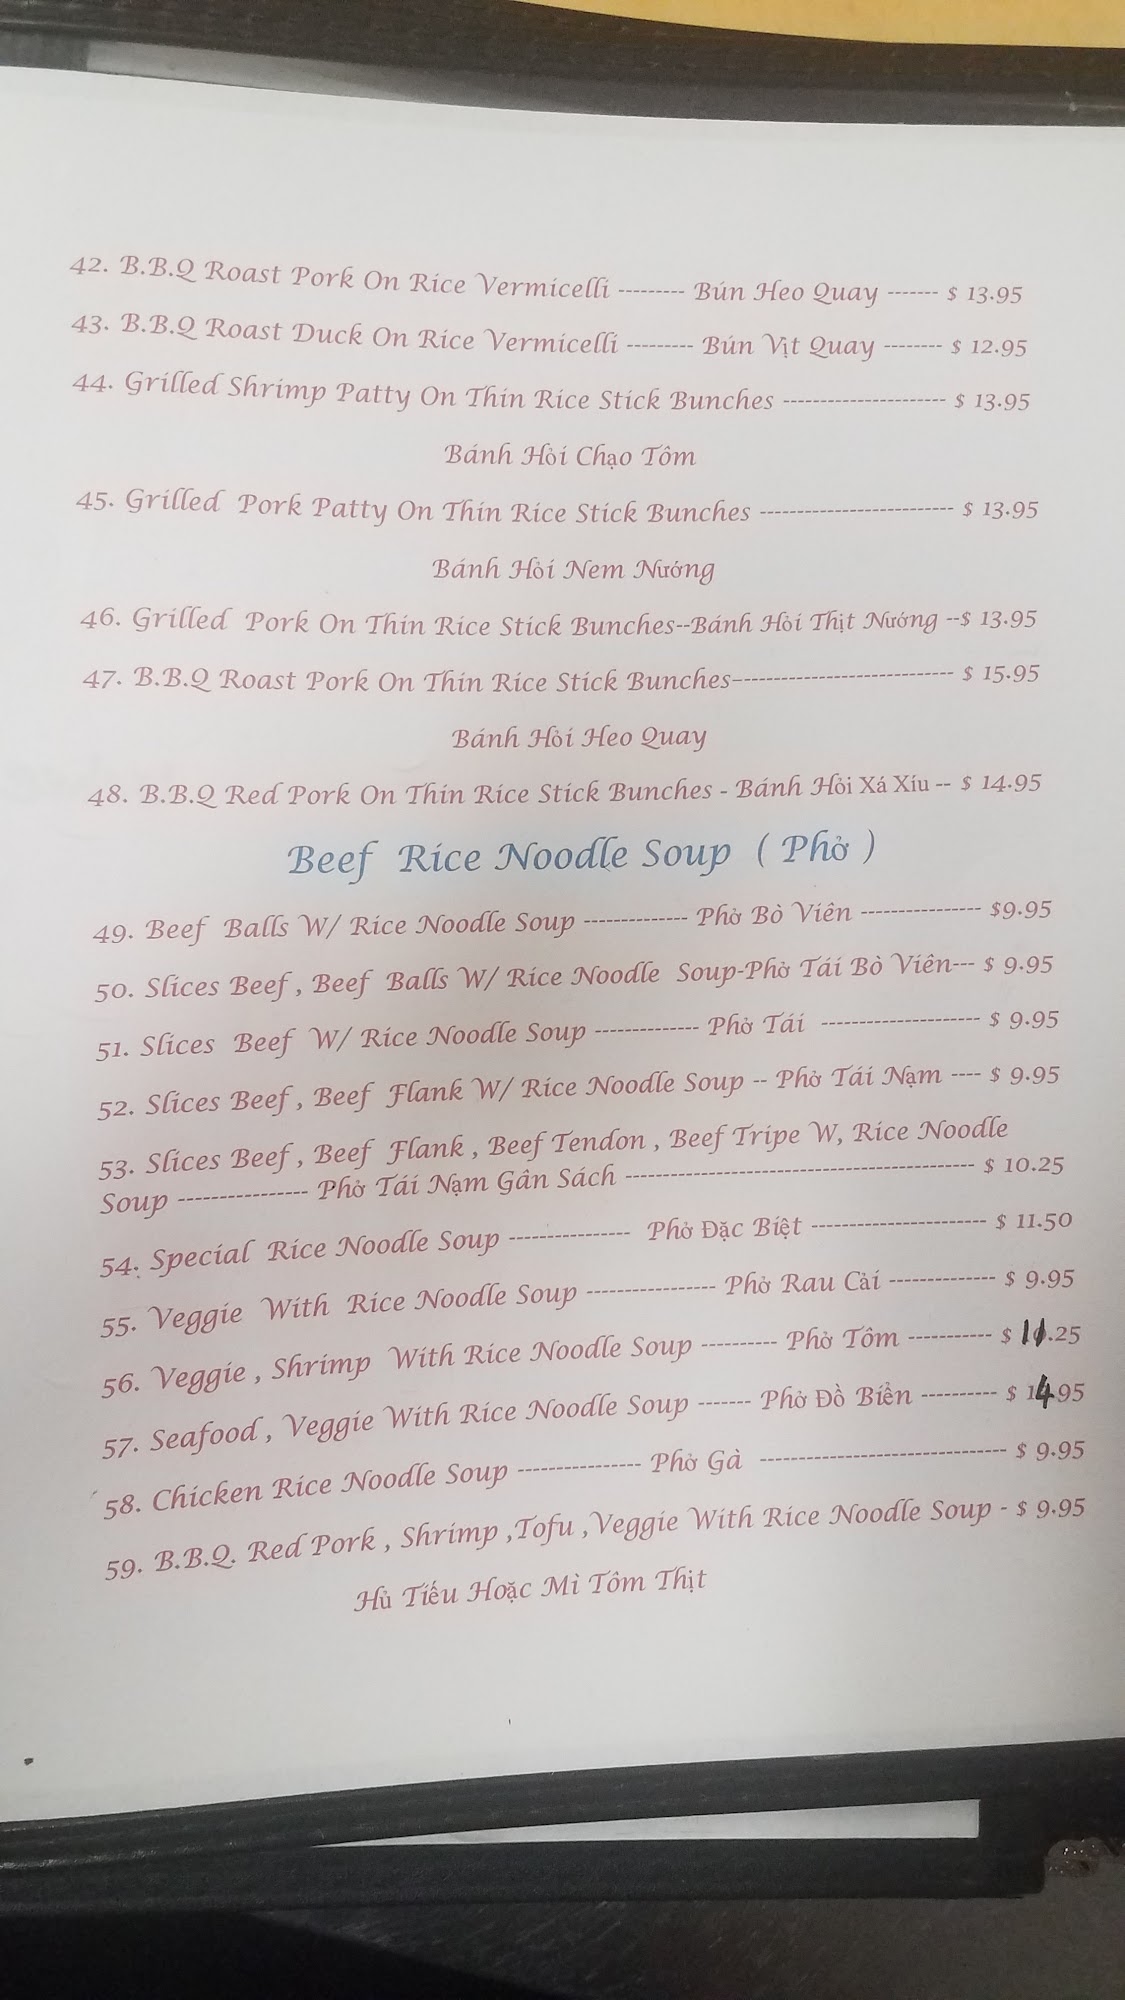 42. B.B.Q Roast Pork On Rice Vermicelli --------- Bún Heo Quay ------- $ 13.95
43. B.B.Q Roast Duck On Rice Vermicelli --------- Bún Vịt Quay -------- $ 12.95
44. Grilled Shrimp Patty On Thin Rice Stick Bunches ---------------------- $ 13.95
Bánh Hỏi Chạo Tôm
45. Grilled Pork Patty On Thin Rice Stick Bunches -------------------------- $ 13.95
Bánh Hỏi Nem Nướng
46. Grilled Pork On Thin Rice Stick Bunches--Bánh Hỏi Thịt Nướng --$ 13.95
47. B.B.Q Roast Pork On Thin Rice Stick Bunches------------------------------ $ 15.95
Bánh Hỏi Heo Quay
48. B.B.Q Red Pork On Thin Rice Stick Bunches - Bánh Hỏi Xá Xíu -- $ 14.95
Beef Rice Noodle Soup ( Phở )
49. Beef Balls W/ Rice Noodle Soup -------------- Phở Bò Viên ---------------- $9.95
50. Slices Beef , Beef Balls W/ Rice Noodle Soup-Phở Tái Bò Viên--- $ 9.95
51. Slices Beef W/ Rice Noodle Soup -------------- Phở Tái --------------------- $ 9.95
52. Slices Beef , Beef Flank W/ Rice Noodle Soup -- Phở Tái Nạm ---- $ 9.95
53. Slices Beef , Beef Flank , Beef Tendon , Beef Tripe W, Rice Noodle
Soup ---------------- Phở Tái Nạm Gân Sách ------------------------------------------ $ 10.25
54. Special Rice Noodle Soup ---------------- Phở Đặc Biệt ----------------------- $ 11.50
55. Veggie With Rice Noodle Soup ----------------- Phở Rau Cải -------------- $ 9.95
56. Veggie , Shrimp With Rice Noodle Soup ---------- Phở Tôm ----------- $ 11.25
57. Seafood , Veggie With Rice Noodle Soup ------- Phở Đồ Biển ---------- $ 14.95
58. Chicken Rice Noodle Soup ---------------- Phở Gà -------------------------------- $ 9.95
59. B.B.Q. Red Pork , Shrimp ,Tofu ,Veggie With Rice Noodle Soup - $ 9.95
Hủ Tiếu Hoặc Mì Tôm Thịt